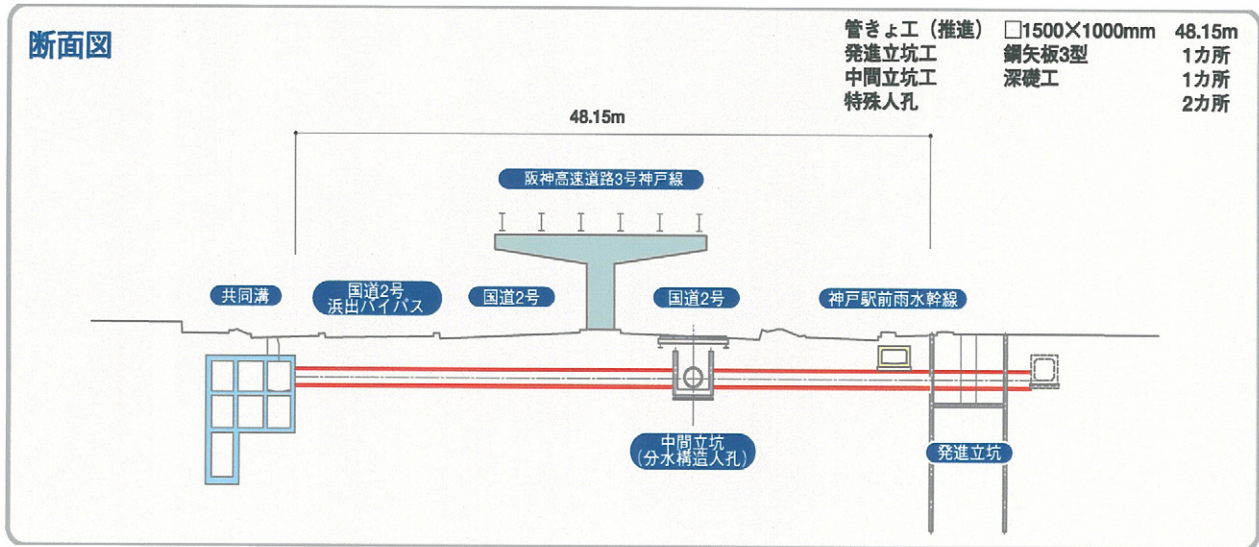 断面図
管きょ工（推進） □1500×1000mm 48.15m
発進立坑工 鋼矢板3型 1カ所
中間立坑工 深礎工 1カ所
特殊人孔 2カ所
48.15m
阪神高速道路3号神戸線
共同溝
国道2号
浜出バイパス
国道2号
国道2号
神戸駅前雨水幹線
中間立坑
(分水構造人孔)
発進立坑